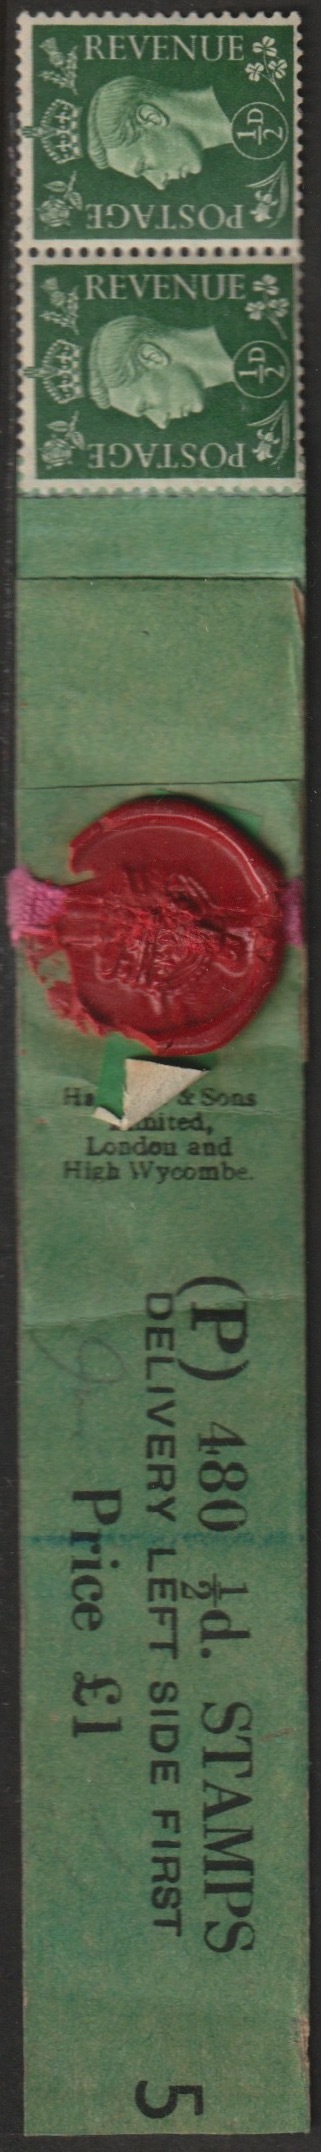 REVENUE
½D
POSTAGE
REVENUE
½D
POSTAGE
& Sons
Limited,
London and
High Wycombe.
(P) 480 ½d. STAMPS
DELIVERY LEFT SIDE FIRST
Price £1
5